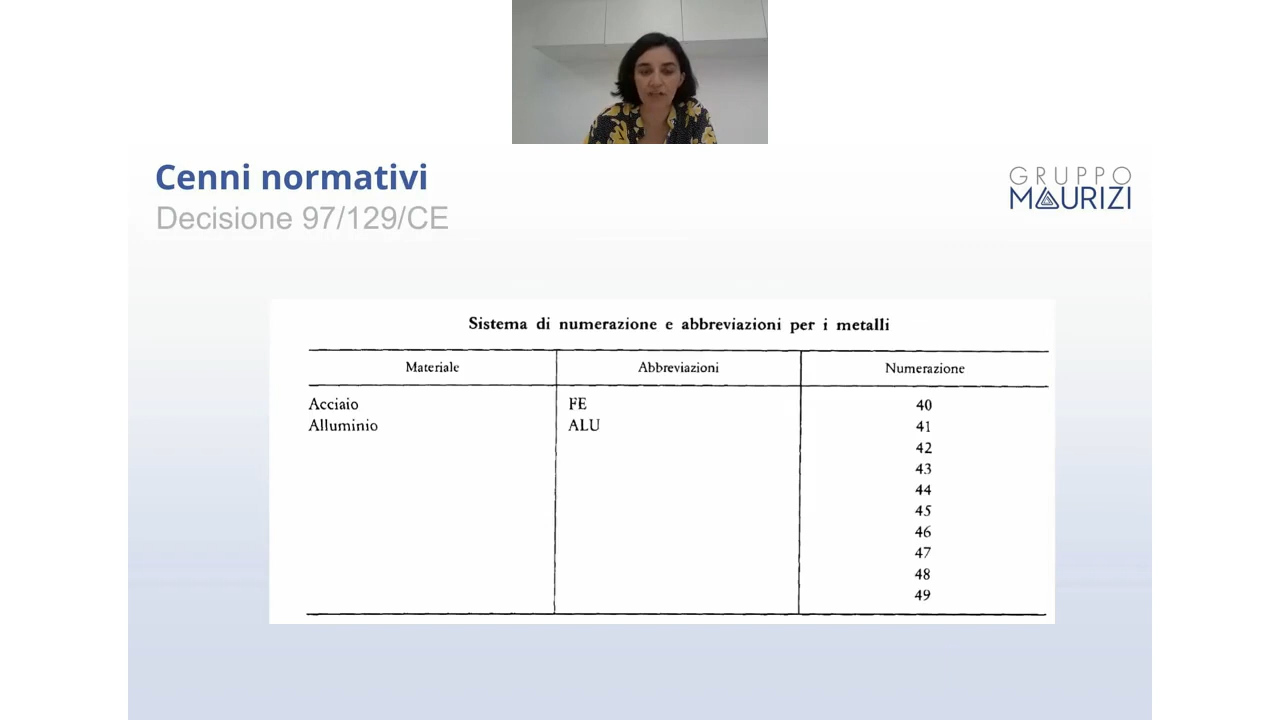 Cenni normativi
Decisione 97/129/CE
GRUPPO
MAURIZI
Sistema di numerazione e abbreviazioni per i metalli
Materiale Abbreviazioni Numerazione
Acciaio FE 40
Alluminio ALU 41
42
43
44
45
46
47
48
49